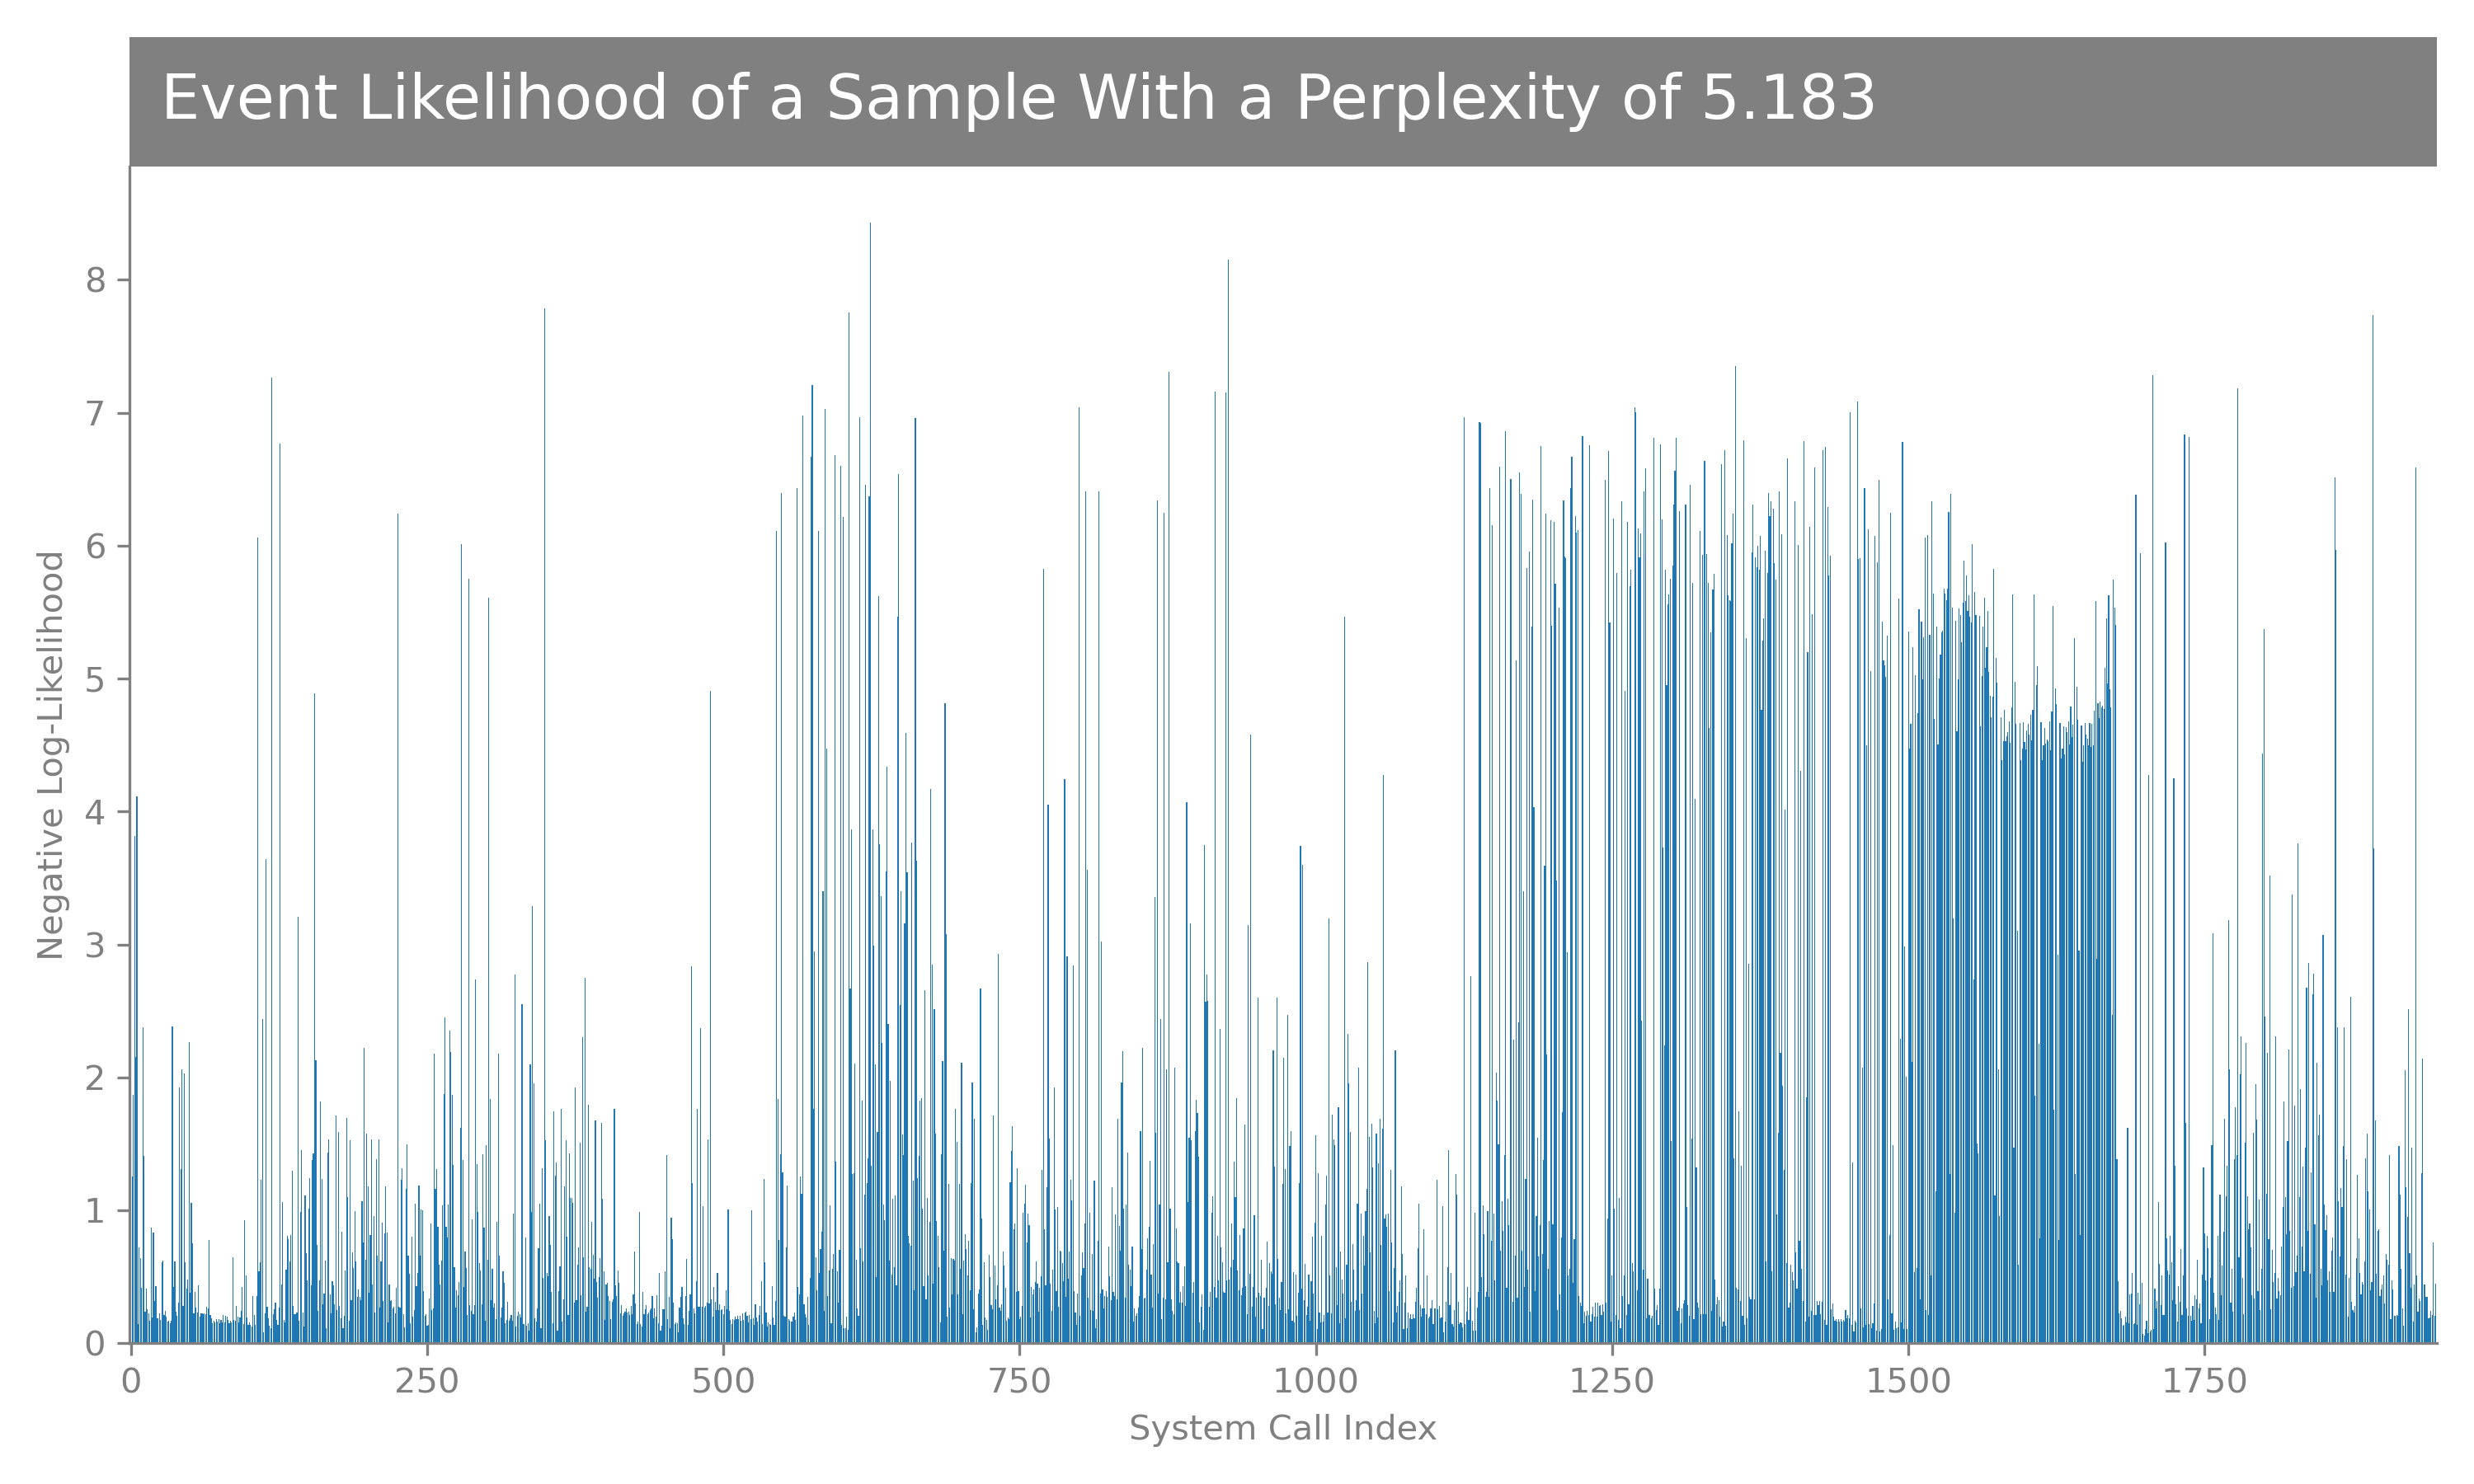 Event Likelihood of a Sample With a Perplexity of 5.183
8
7
6
5
4
3
2
1
0
Negative Log-Likelihood
0 250 500 750 1000 1250 1500 1750
System Call Index